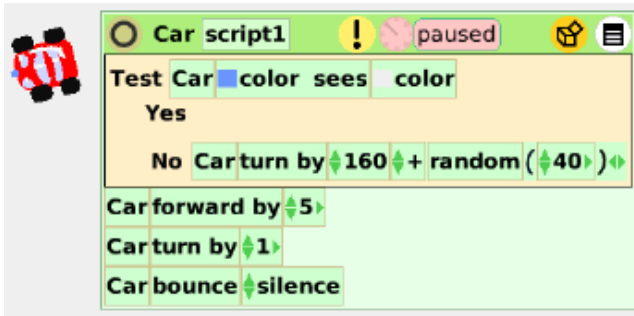 Car script1 ! paused
Test Car color sees color
Yes
No Car turn by 160 + random ( 40 )
Car forward by 5
Car turn by 1
Car bounce silence